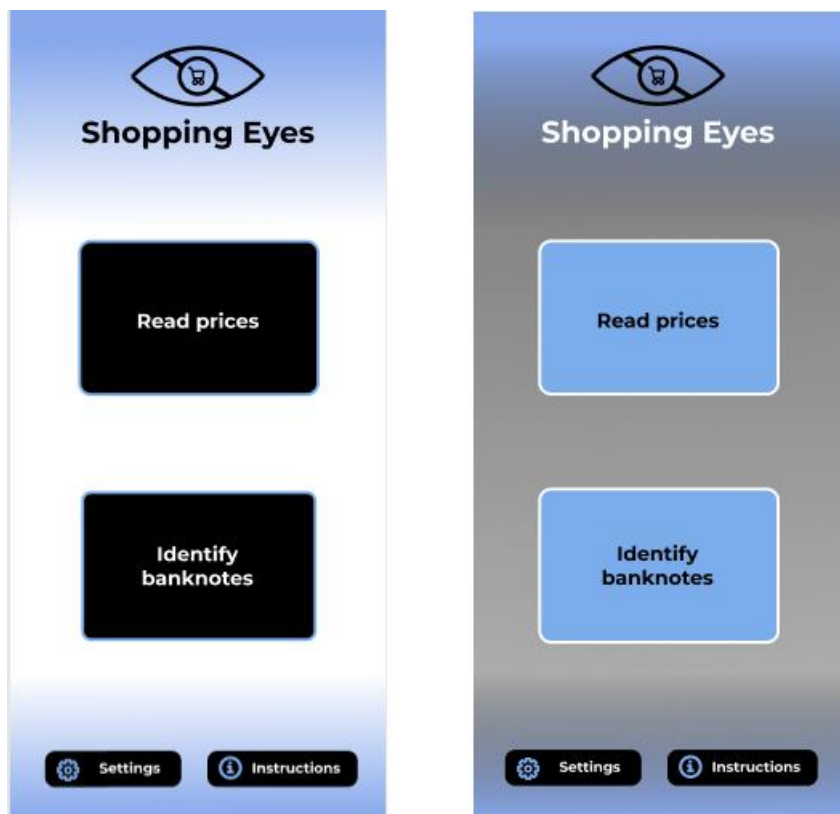 Shopping Eyes
Read prices
Identify
banknotes
Settings
Instructions
Shopping Eyes
Read prices
Identify
banknotes
Settings
Instructions